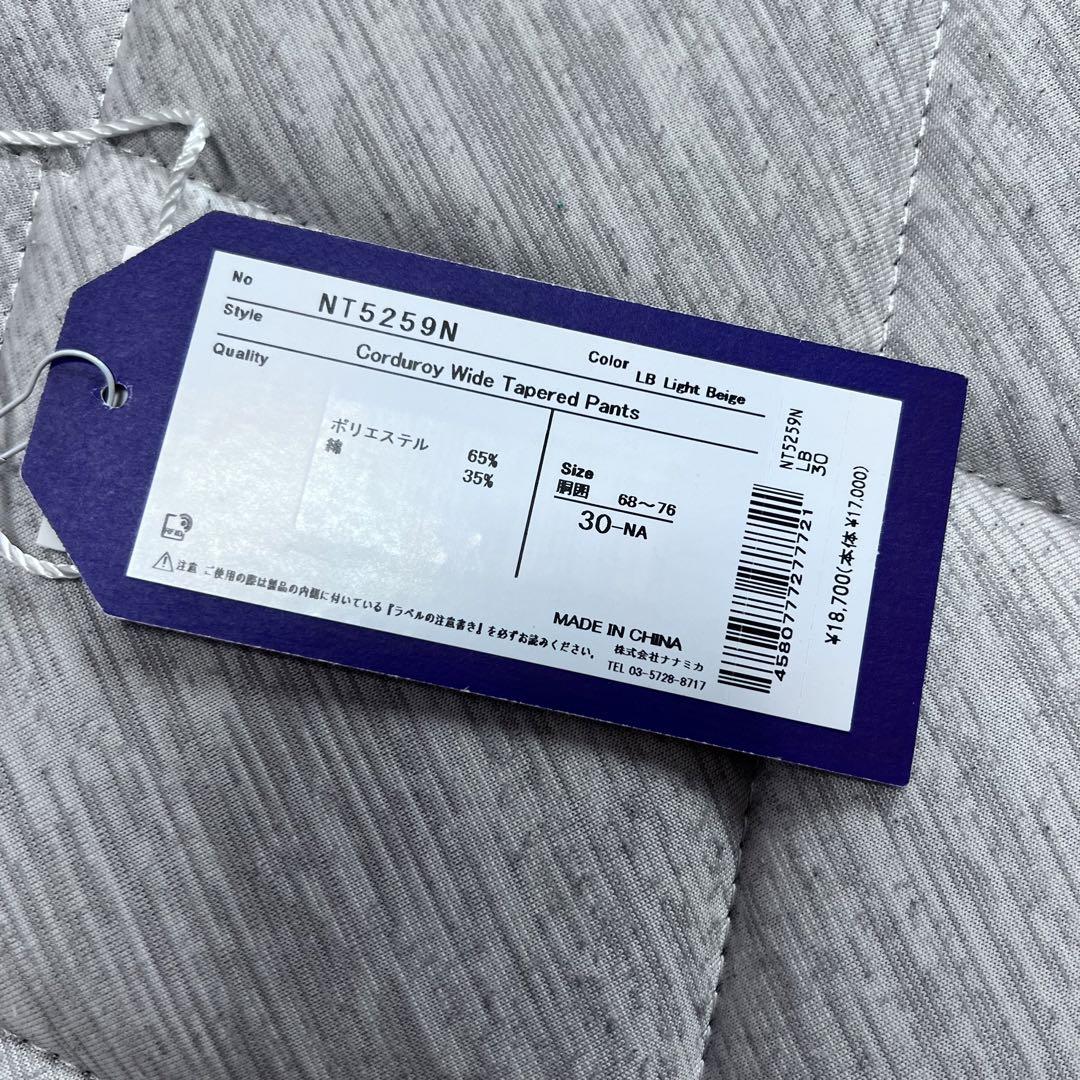 No NT5259N
Style Color LB Light Beige
Quality Corduroy Wide Tapered Pants
ポリエステル 65%
綿 35%
Size
胴囲 68～76
30-NA
RFID
注意 ご使用の際は製品の内側に付いている『ラベルの注意書き』を必ずお読みください。
MADE IN CHINA
株式会社ナナミカ
TEL 03-5728-8717
NT5259N
LB
30
4580777277721
¥18,700(本体¥17,000)